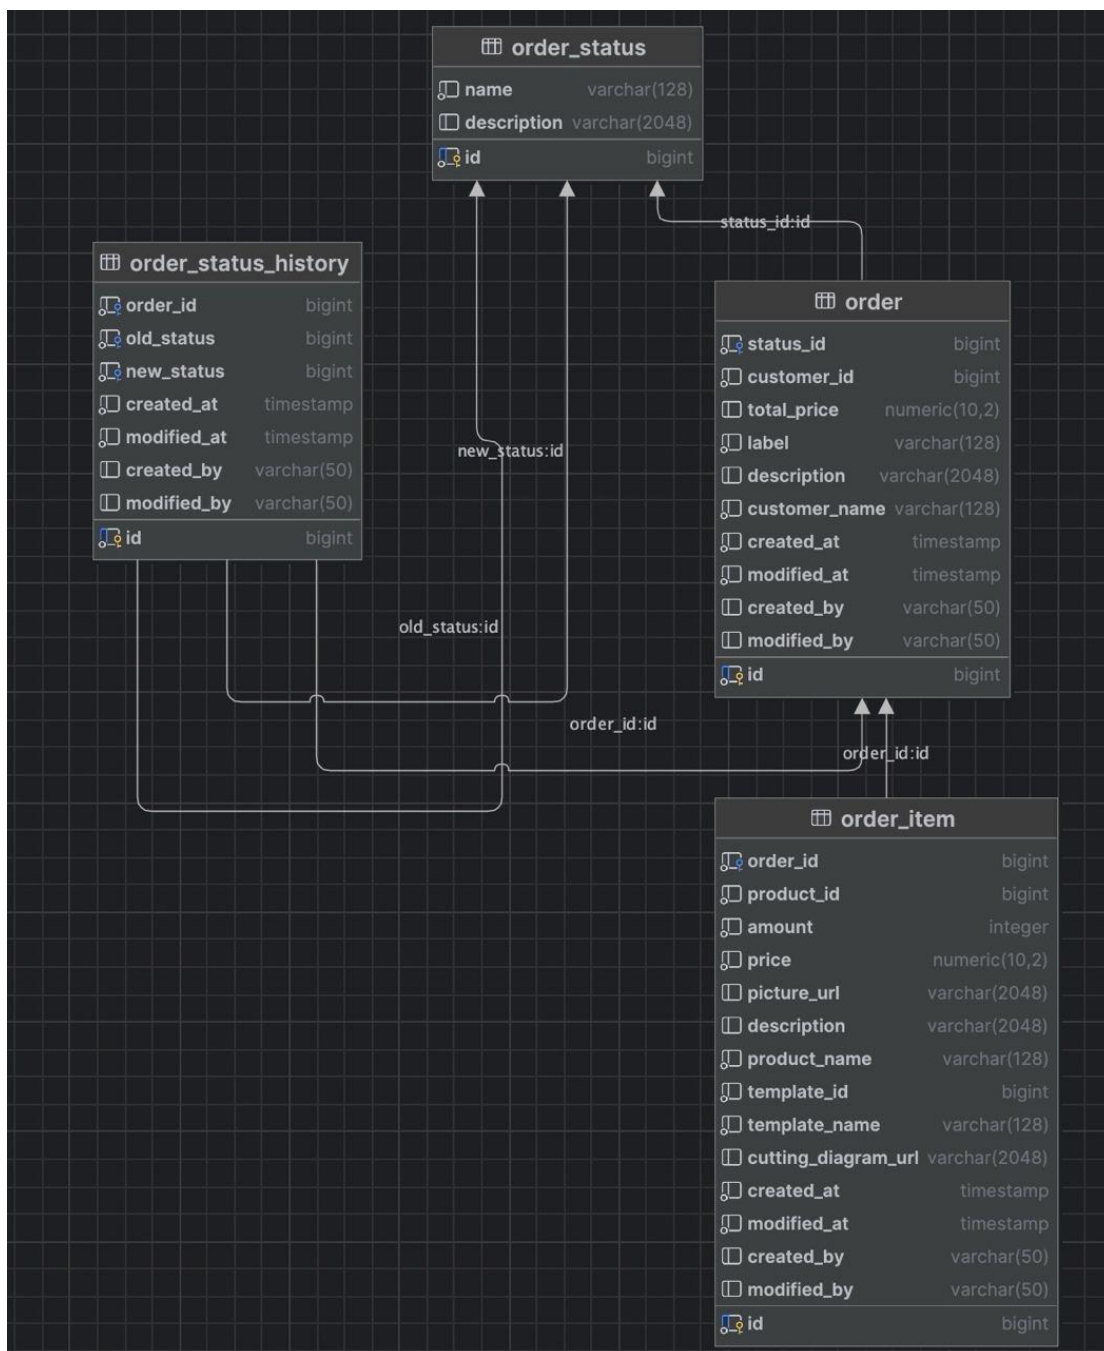 order_status
name varchar(128)
description varchar(2048)
id bigint
status_id:id
order_status_history
order_id bigint
old_status bigint
new_status bigint
created_at timestamp
modified_at timestamp
created_by varchar(50)
modified_by varchar(50)
id bigint
order
status_id bigint
customer_id bigint
total_price numeric(10,2)
label varchar(128)
description varchar(2048)
customer_name varchar(128)
created_at timestamp
modified_at timestamp
created_by varchar(50)
modified_by varchar(50)
id bigint
new_status:id
old_status:id
order_id:id
order_id:id
order_item
order_id bigint
product_id bigint
amount integer
price numeric(10,2)
picture_url varchar(2048)
description varchar(2048)
product_name varchar(128)
template_id bigint
template_name varchar(128)
cutting_diagram_url varchar(2048)
created_at timestamp
modified_at timestamp
created_by varchar(50)
modified_by varchar(50)
id bigint